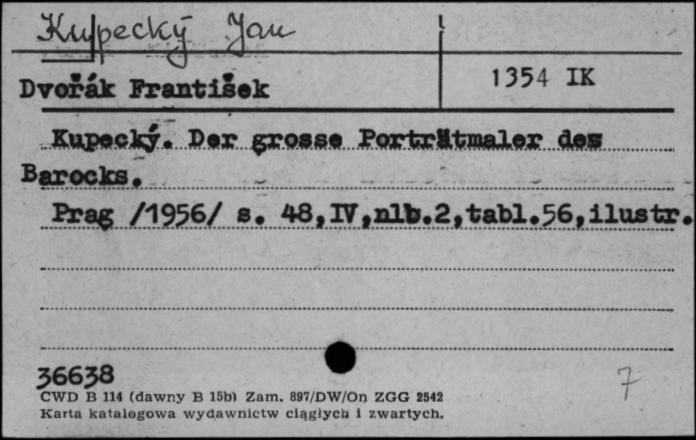 Kupecký Jan
Dvořák František
1354 IK
Kupecký. Der grosse Porträtmaler des
Barocks.
Prag /1956/ s. 48,IV,nlb.2,tabl.56,ilustr.
36638
7
CWD B 114 (dawny B 15b) Zam. 897/DW/On ZGG 2542
Karta katalogowa wydawnictw ciągłych i zwartych.